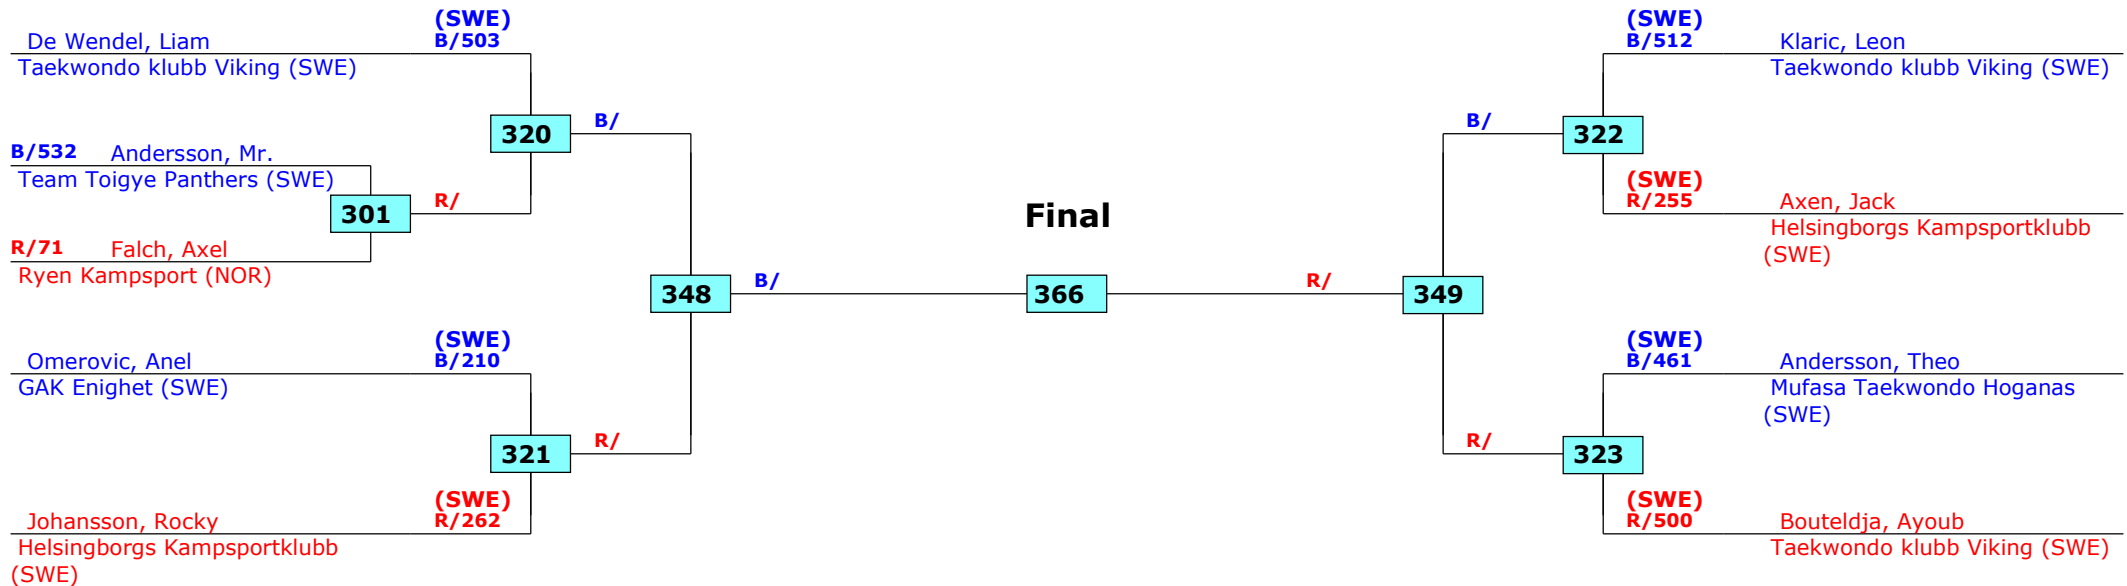 (SWE)
De Wendel, Liam B/503
Taekwondo klubb Viking (SWE)
320
B/
B/532 Andersson, Mr.
Team Toigye Panthers (SWE)
301
R/
R/71 Falch, Axel
Ryen Kampsport (NOR)
348
B/
(SWE)
Omerovic, Anel B/210
GAK Enighet (SWE)
321
R/
(SWE)
Johansson, Rocky R/262
Helsingborgs Kampsportklubb
(SWE)
Final
366
(SWE)
B/512 Klaric, Leon
Taekwondo klubb Viking (SWE)
B/
322
(SWE)
R/255 Axen, Jack
Helsingborgs Kampsportklubb
(SWE)
R/
349
(SWE)
B/461 Andersson, Theo
Mufasa Taekwondo Hoganas
(SWE)
R/
323
(SWE)
R/500 Bouteldja, Ayoub
Taekwondo klubb Viking (SWE)